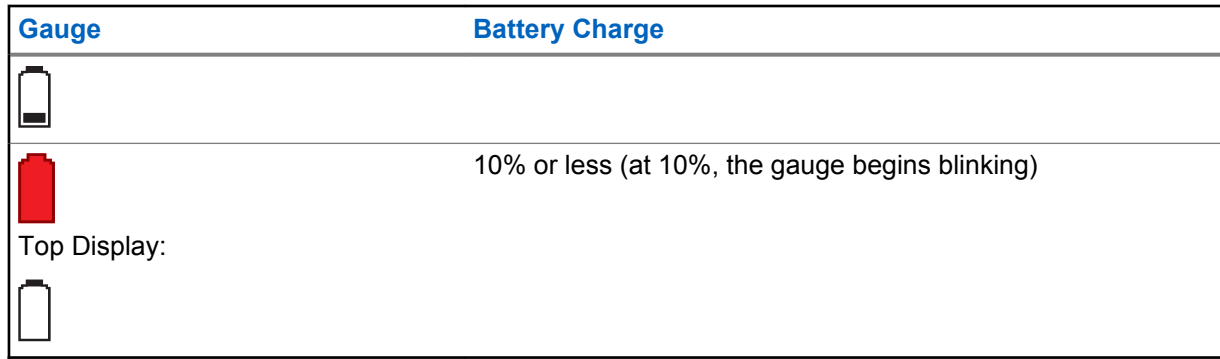 Gauge Battery Charge
10% or less (at 10%, the gauge begins blinking)
Top Display: